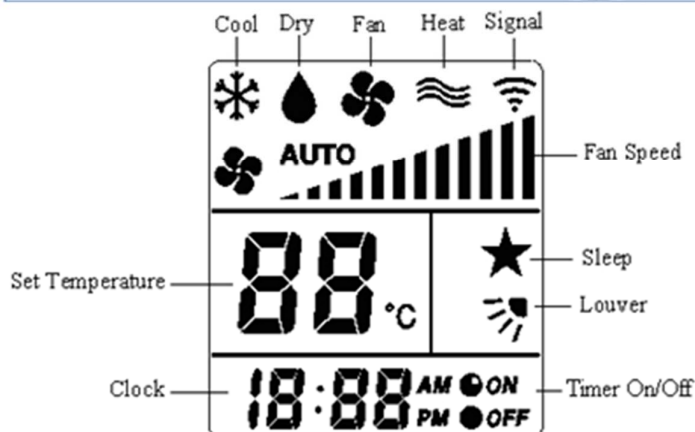 Cool Dry Fan Heat Signal
AUTO
Fan Speed
Set Temperature 88 °C
Sleep
Louver
Clock 18:88 AM ON Timer On/Off
PM OFF